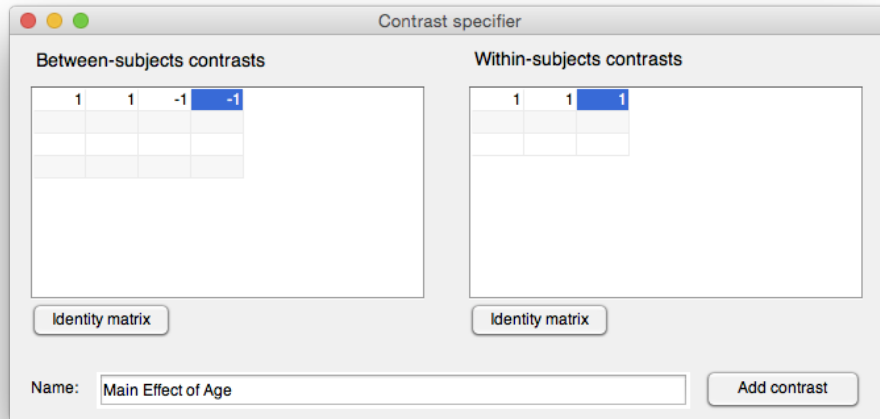 Contrast specifier
Between-subjects contrasts
Within-subjects contrasts
1 1 -1 -1
1 1 1
Identity matrix
Identity matrix
Name: Main Effect of Age Add contrast